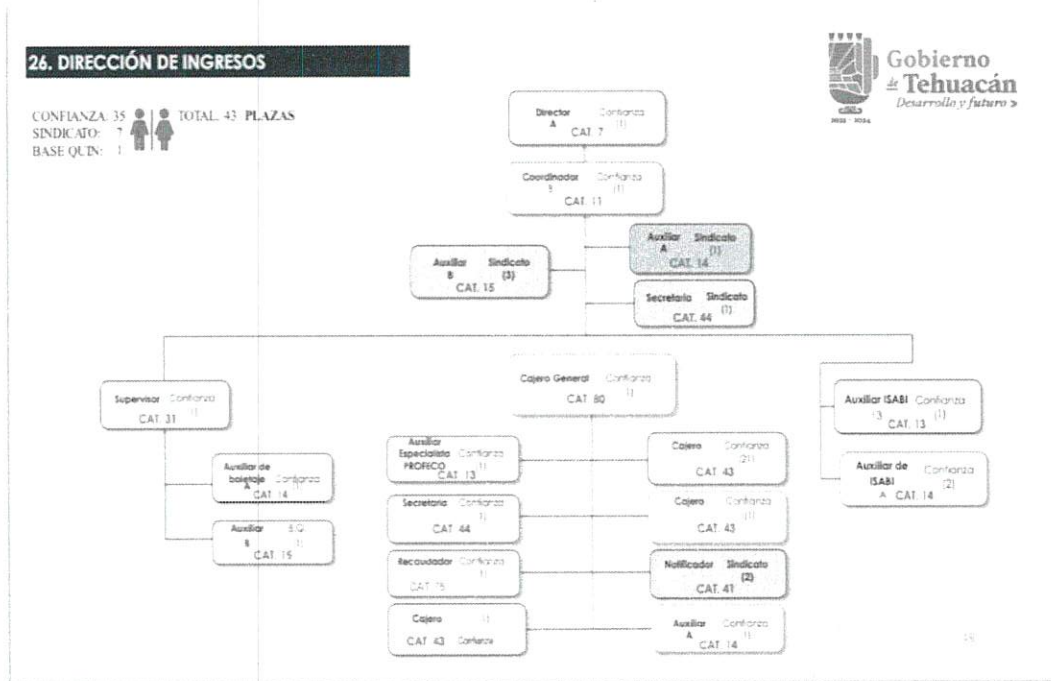 26. DIRECCIÓN DE INGRESOS
Gobierno
de Tehuacán
Desarrollo y futuro >
2021 - 2024
CONFIANZA: 35
SINDICATO: 7
BASE QUIN: 1
TOTAL. 43 PLAZAS
Director Confianza
A (1)
CAT. 7
Coordinador Confianza
B (1)
CAT. 11
Auxiliar Sindicato
A (1)
CAT. 14
Auxiliar Sindicato
B (3)
CAT. 15
Secretaria Sindicato
(1)
CAT. 44
Supervisor Confianza
CAT. 31
Auxiliar de
boletaje Confianza
A
CAT. 14
Auxiliar B.Q.
B
CAT. 15
Cajero General Confianza
CAT 80
Auxiliar
Especialista Confianza
PROFECO
CAT. 13
Cajero Confianza
(21)
CAT. 43
Secretaria Confianza
CAT. 44
Cajero Confianza
(1)
CAT. 43
Recaudador Confianza
CAT.
Notificador Sindicato
(2)
CAT. 41
Cajero
CAT 43 Confianza
Auxiliar Confianza
A
CAT. 14
Auxiliar ISABI Confianza
(1)
CAT. 13
Auxiliar de Confianza
ISABI (2)
A CAT. 14